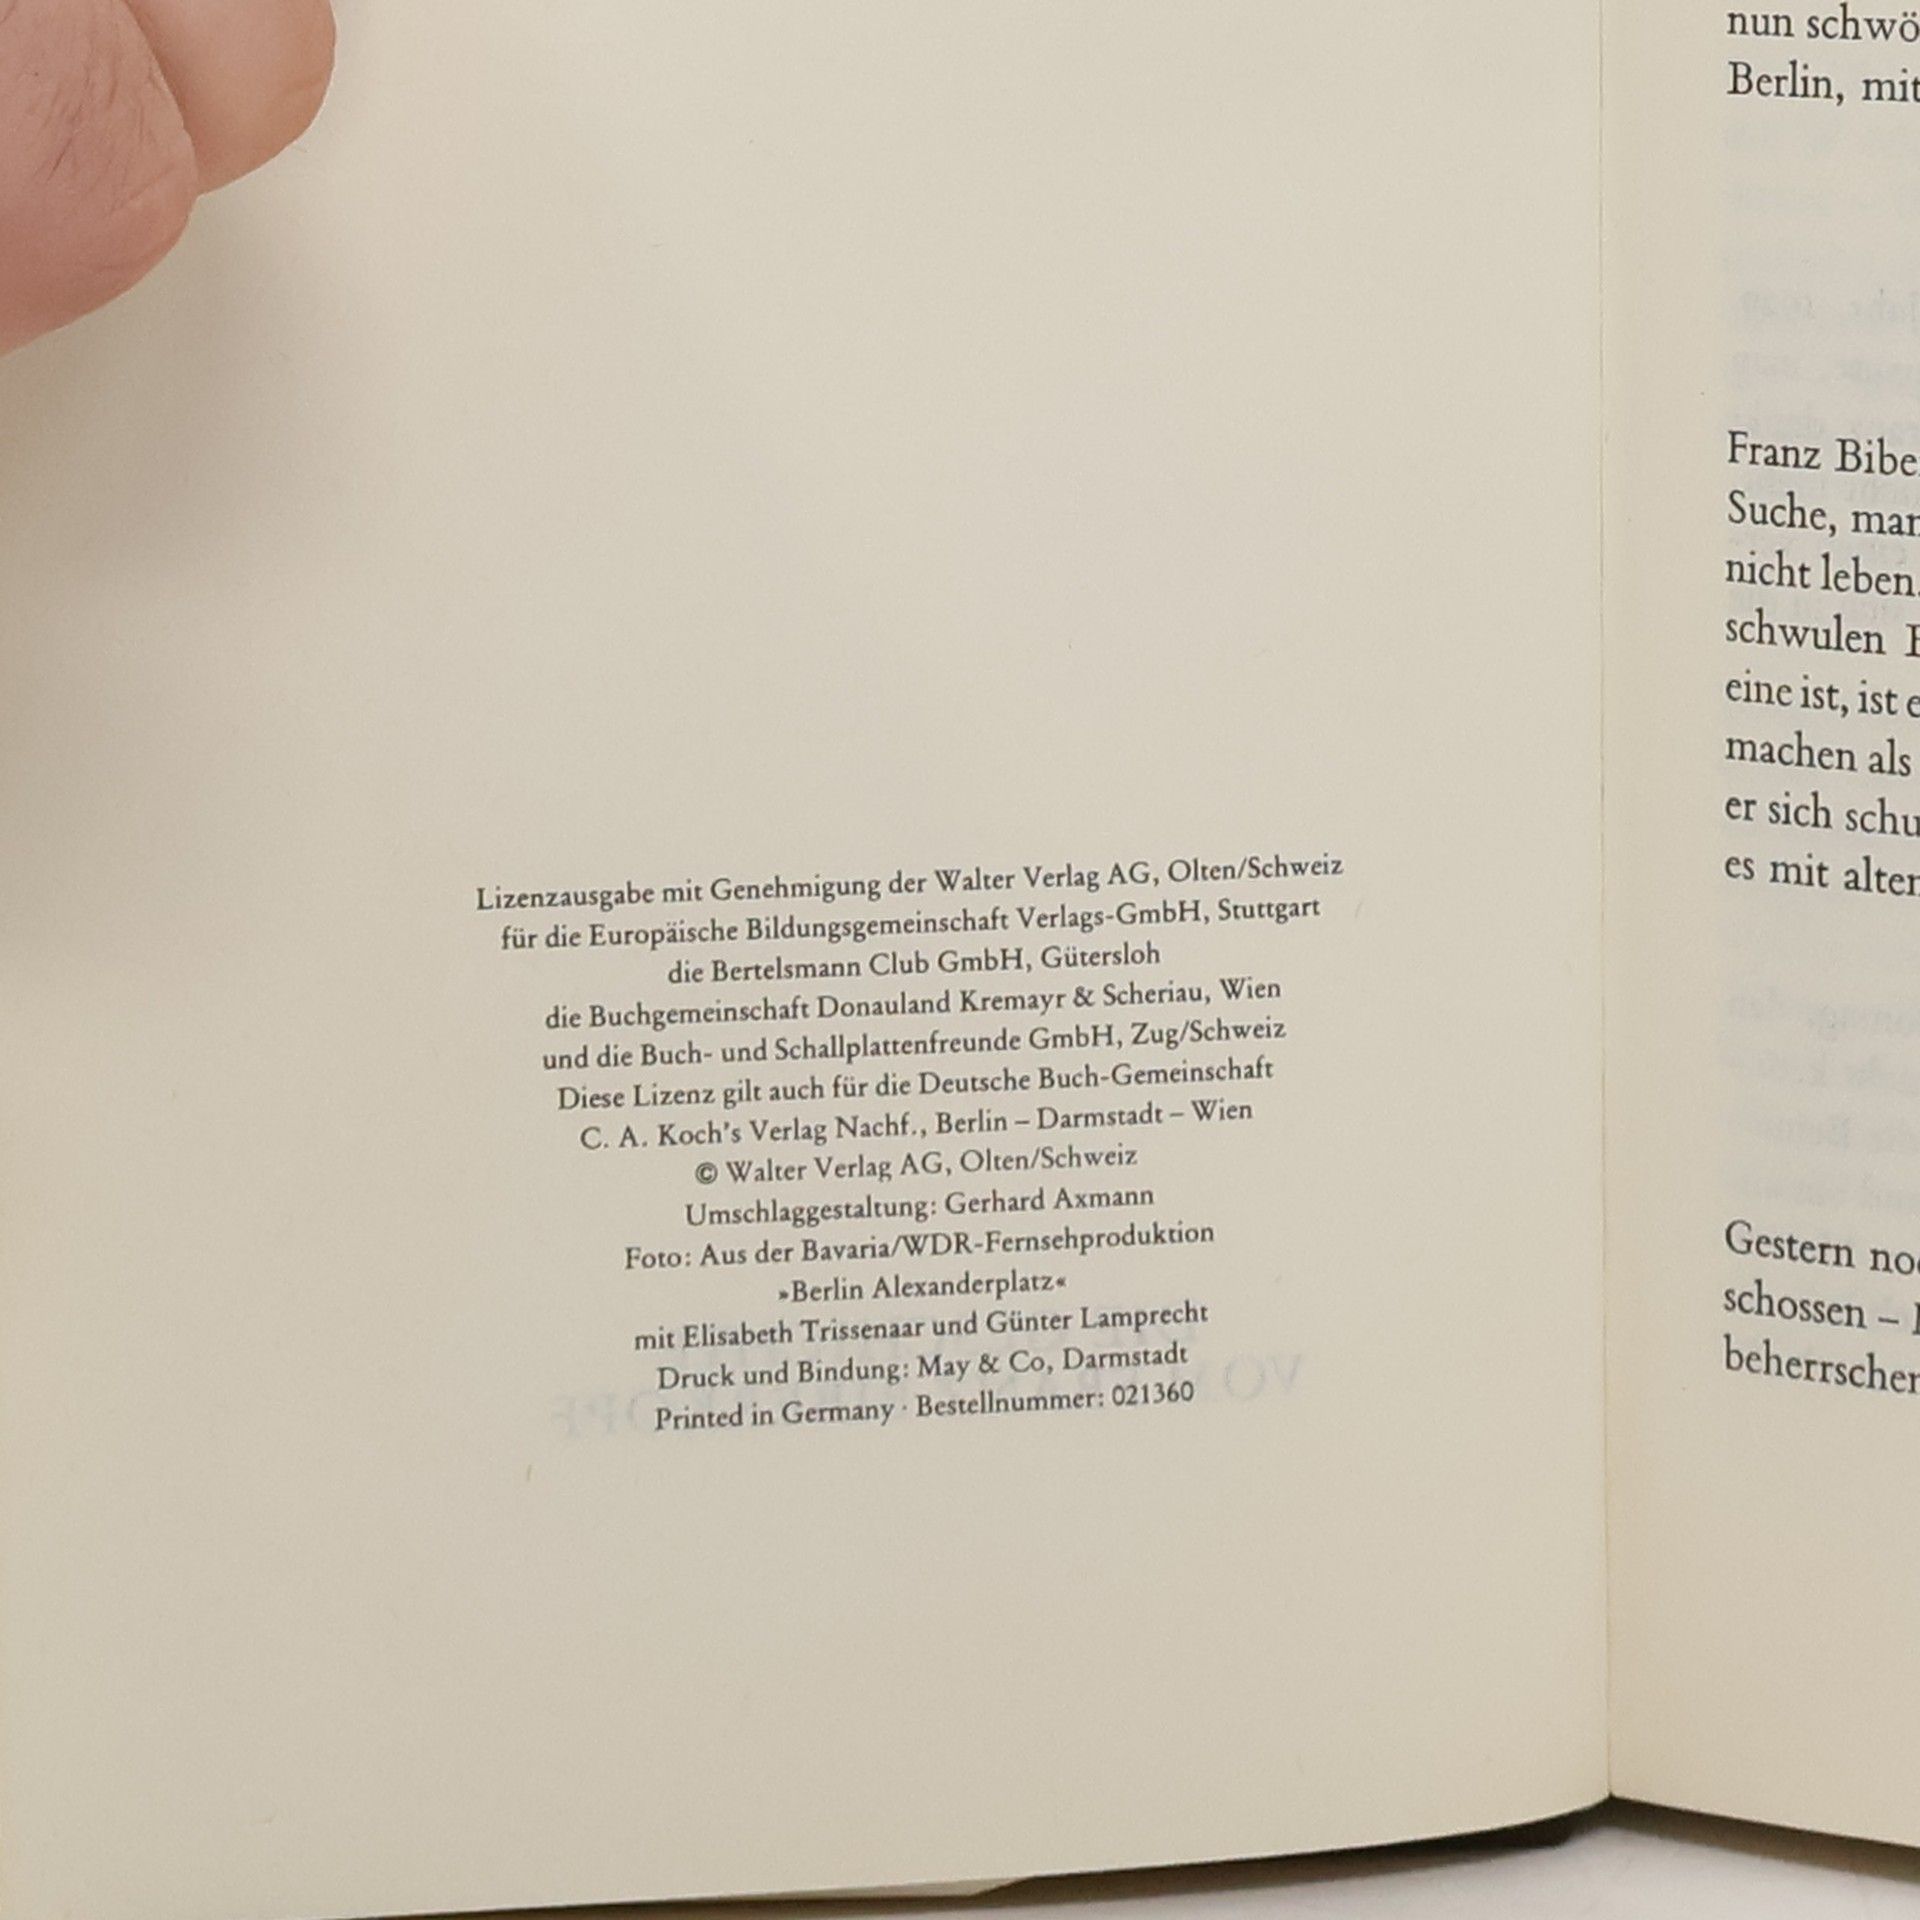 Lizenzausgabe mit Genehmigung der Walter Verlag AG, Olten/Schweiz
für die Europäische Bildungsgemeinschaft Verlags-GmbH, Stuttgart
die Bertelsmann Club GmbH, Gütersloh
die Buchgemeinschaft Donauland Kremayr & Scheriau, Wien
und die Buch- und Schallplattenfreunde GmbH, Zug/Schweiz
Diese Lizenz gilt auch für die Deutsche Buch-Gemeinschaft
C. A. Koch's Verlag Nachf., Berlin – Darmstadt – Wien
© Walter Verlag AG, Olten/Schweiz
Umschlaggestaltung: Gerhard Axmann
Foto: Aus der Bavaria/WDR-Fernsehproduktion
»Berlin Alexanderplatz«
mit Elisabeth Trissenaar und Günter Lamprecht
Druck und Bindung: May & Co, Darmstadt
Printed in Germany · Bestellnummer: 021360
nun schwö
Berlin, mit
Franz Bibe
Suche, man
nicht leben.
schwulen
eine ist, ist e
machen als
er sich schu
es mit alten
Gestern noc
schossen –
beherrschen